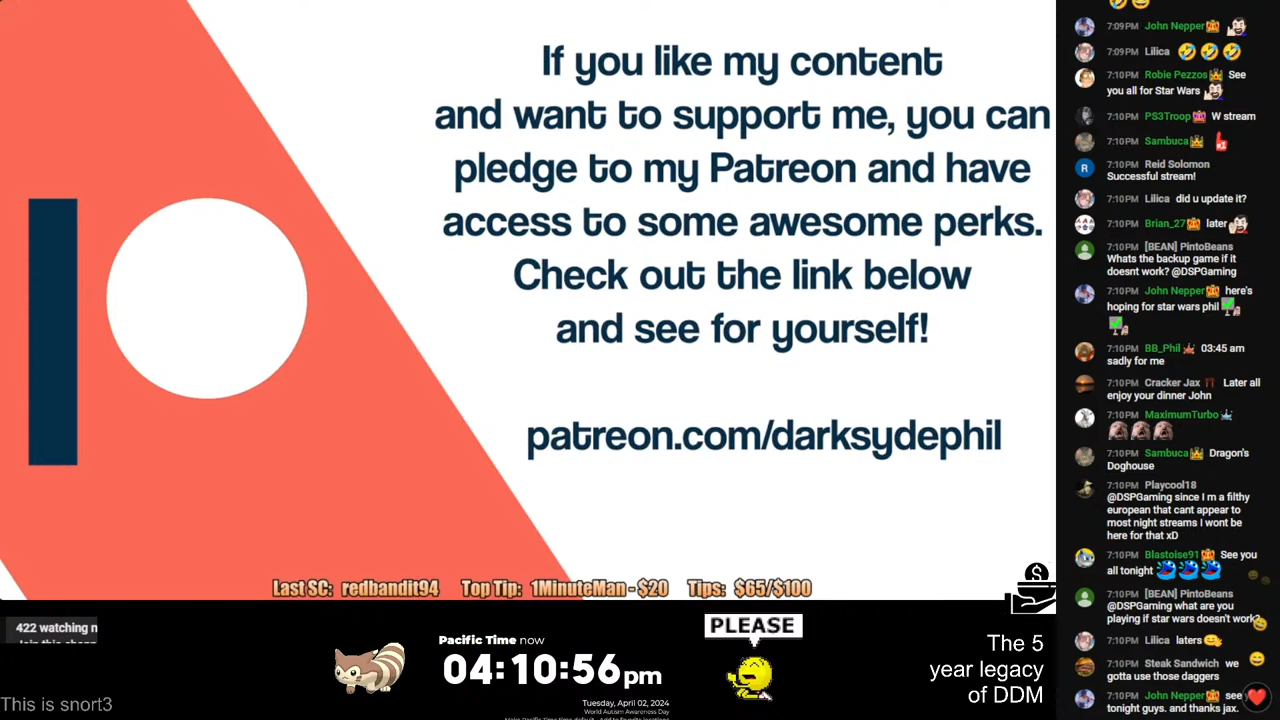 If you like my content
and want to support me, you can
pledge to my Patreon and have
access to some awesome perks.
Check out the link below
and see for yourself!
patreon.com/darksydephil
Last SC: redbandit94 Top Tip: 1MinuteMan - $20 Tips: $65/$100
422 watching n
This is snort3
Pacific Time now
04:10:56pm
Tuesday, April 02, 2024
World Autism Awareness Day
PLEASE
The 5
year legacy
of DDM
7:09PM John Nepper
7:09PM Lilica
7:10PM Robie Pezzos See
you all for Star Wars
7:10PM PS3Troop W stream
7:10PM Sambuca
R
7:10PM Reid Solomon
Successful stream!
7:10PM Lilica did u update it?
7:10PM Brian_27 later
7:10PM [BEAN] PintoBeans
Whats the backup game if it
doesnt work? @DSPGaming
7:10PM John Nepper here's
hoping for star wars phil
7:10PM BB_Phil 03:45 am
sadly for me
7:10PM Cracker Jax Later all
enjoy your dinner John
7:10PM MaximumTurbo
7:10PM Sambuca Dragon's
Doghouse
7:10PM Playcool18
@DSPGaming since I m a filthy
european that cant appear to
most night streams I wont be
here for that xD
7:10PM Blastoise91 See you
all tonight
7:10PM [BEAN] PintoBeans
@DSPGaming what are you
playing if star wars doesn't work?
7:10PM Lilica laters
7:10PM Steak Sandwich we
gotta use those daggers
7:10PM John Nepper see
tonight guys. and thanks jax.